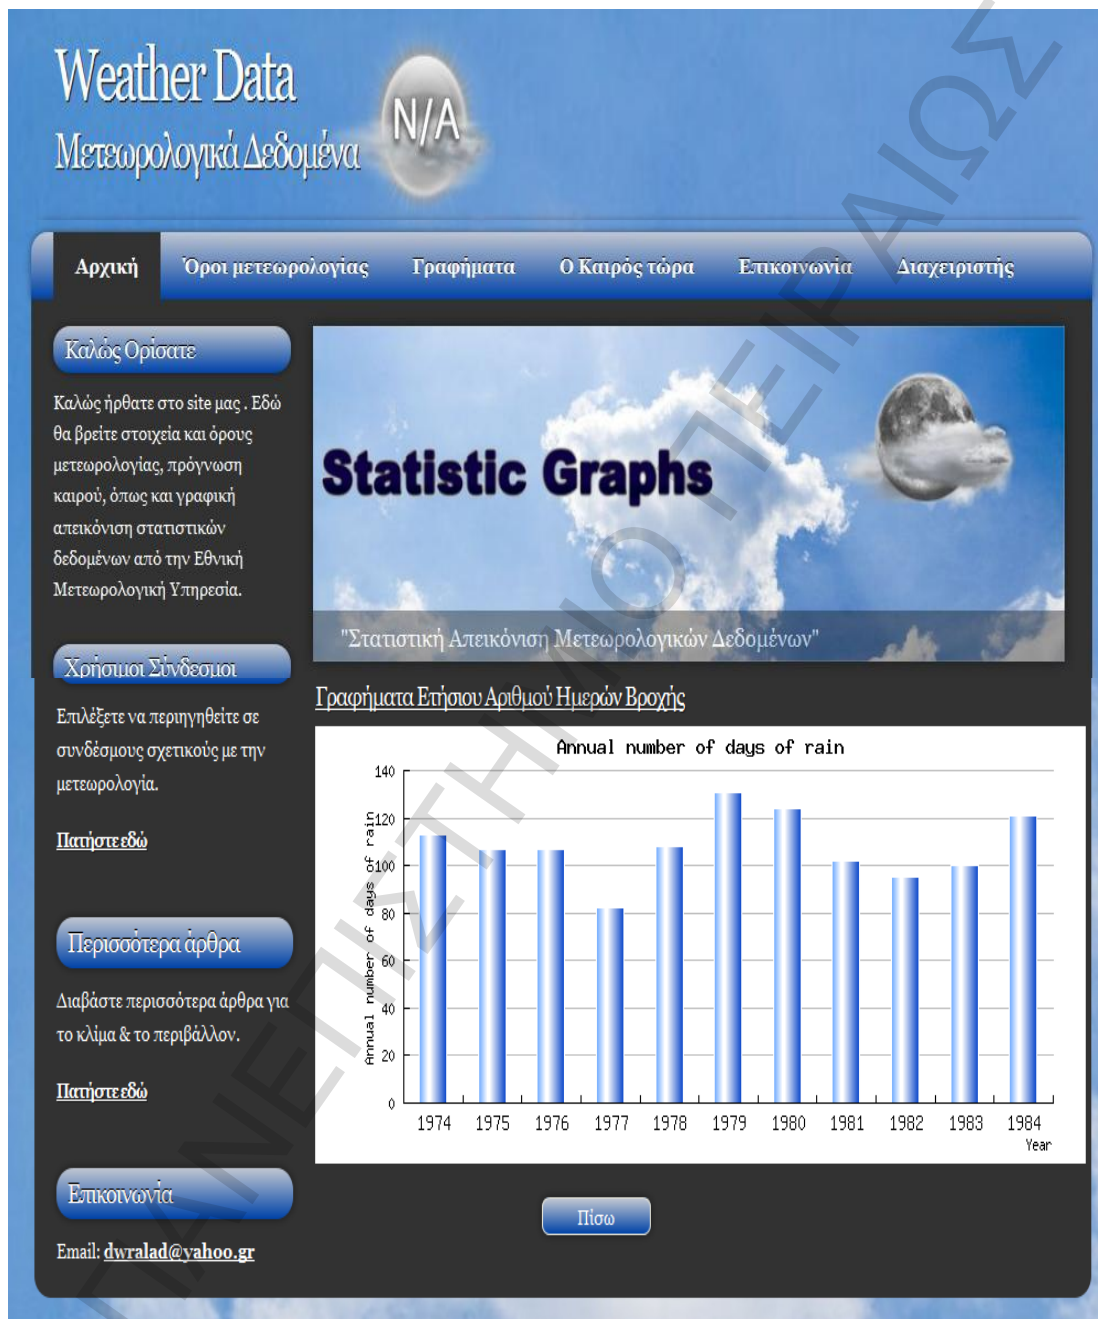 Weather Data
Μετεωρολογικά Δεδομένα
N/A
Αρχική Όροι μετεωρολογίας Γραφήματα Ο Καιρός τώρα Επικοινωνία Διαχειριστής
Καλώς Ορίσατε
Καλώς ήρθατε στο site μας . Εδώ
θα βρείτε στοιχεία και όρους
μετεωρολογίας, πρόγνωση
καιρού, όπως και γραφική
απεικόνιση στατιστικών
δεδομένων από την Εθνική
Μετεωρολογική Υπηρεσία.
Χρήσιμοι Σύνδεσμοι
Επιλέξετε να περιηγηθείτε σε
συνδέσμους σχετικούς με την
μετεωρολογία.
Πατήστε εδώ
Περισσότερα άρθρα
Διαβάστε περισσότερα άρθρα για
το κλίμα & το περιβάλλον.
Πατήστε εδώ
Επικοινωνία
Email: dwralad@yahoo.gr
Statistic Graphs
"Στατιστική Απεικόνιση Μετεωρολογικών Δεδομένων"
Γραφήματα Ετήσιου Αριθμού Ημερών Βροχής
Annual number of days of rain
Annual number of days of rain
140
120
100
80
60
40
20
0
1974 1975 1976 1977 1978 1979 1980 1981 1982 1983 1984
Year
Πίσω
ΠΑΝΕΠΙΣΤΗΜΙΟ ΠΕΙΡΑΙΩΣ